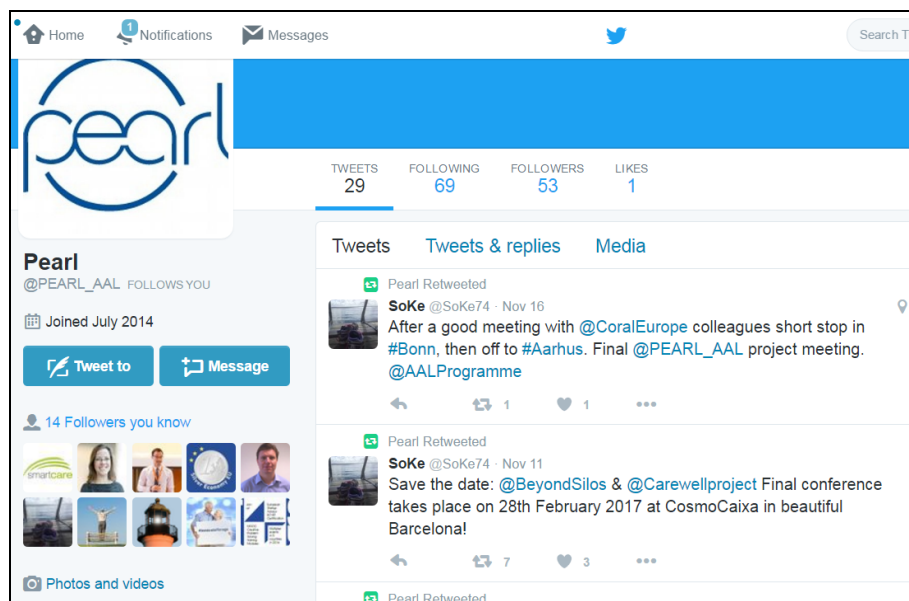 Home
1
Notifications
Messages
Search T
pearl
TWEETS
29
FOLLOWING
69
FOLLOWERS
53
LIKES
1
Pearl
@PEARL_AAL FOLLOWS YOU
Joined July 2014
Tweet to
Message
14 Followers you know
smartcare
Photos and videos
Tweets
Tweets & replies
Media
Pearl Retweeted
SoKe @SoKe74 · Nov 16
After a good meeting with @CoralEurope colleagues short stop in
#Bonn, then off to #Aarhus. Final @PEARL_AAL project meeting.
@AALProgramme
1
1
Pearl Retweeted
SoKe @SoKe74 · Nov 11
Save the date: @BeyondSilos & @Carewellproject Final conference
takes place on 28th February 2017 at CosmoCaixa in beautiful
Barcelona!
7
3
Pearl Retweeted